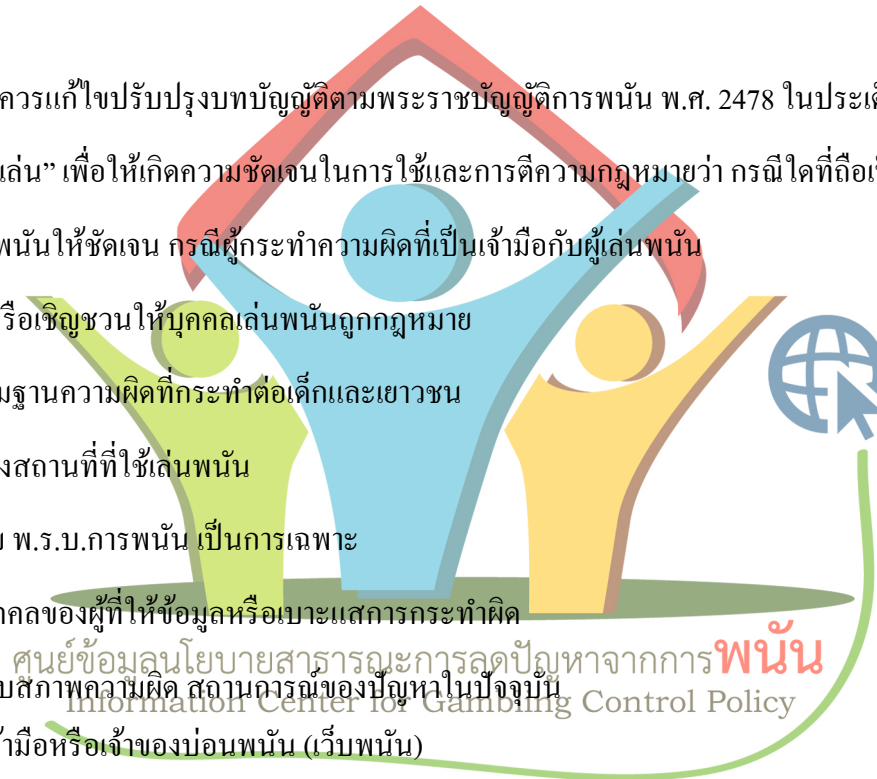 ควรแก้ไขปรับปรุงบทบัญญัติตามพระราชบัญญัติการพนัน พ.ศ. 2478 ในประเ
เล่น” เพื่อให้เกิดความชัดเจนในการใช้และการตีความกฎหมายว่า กรณีใดที่ถือ
พนันให้ชัดเจน กรณีผู้กระทำความผิดที่เป็นเจ้ามือกับผู้เล่นพนัน
รือเชิญชวนให้บุคคลเล่นพนันถูกกฎหมาย
ฐานความผิดที่กระทำต่อเด็กและเยาวชน
งสถานที่ที่ใช้เล่นพนัน
พ.ร.บ.การพนัน เป็นการเฉพาะ
คลของผู้ที่ให้ข้อมูลหรือเบาะแสการกระทำผิด
ศูนย์ข้อมูลนโยบายสาธารณะการลดปัญหาจากการพนัน
บสภาพความผิด สถานการณ์ของปัญหาในปัจจุบัน
Information Center for Gambling Control Policy
ามือหรือเจ้าของบ่อนพนัน (เว็บพนัน)